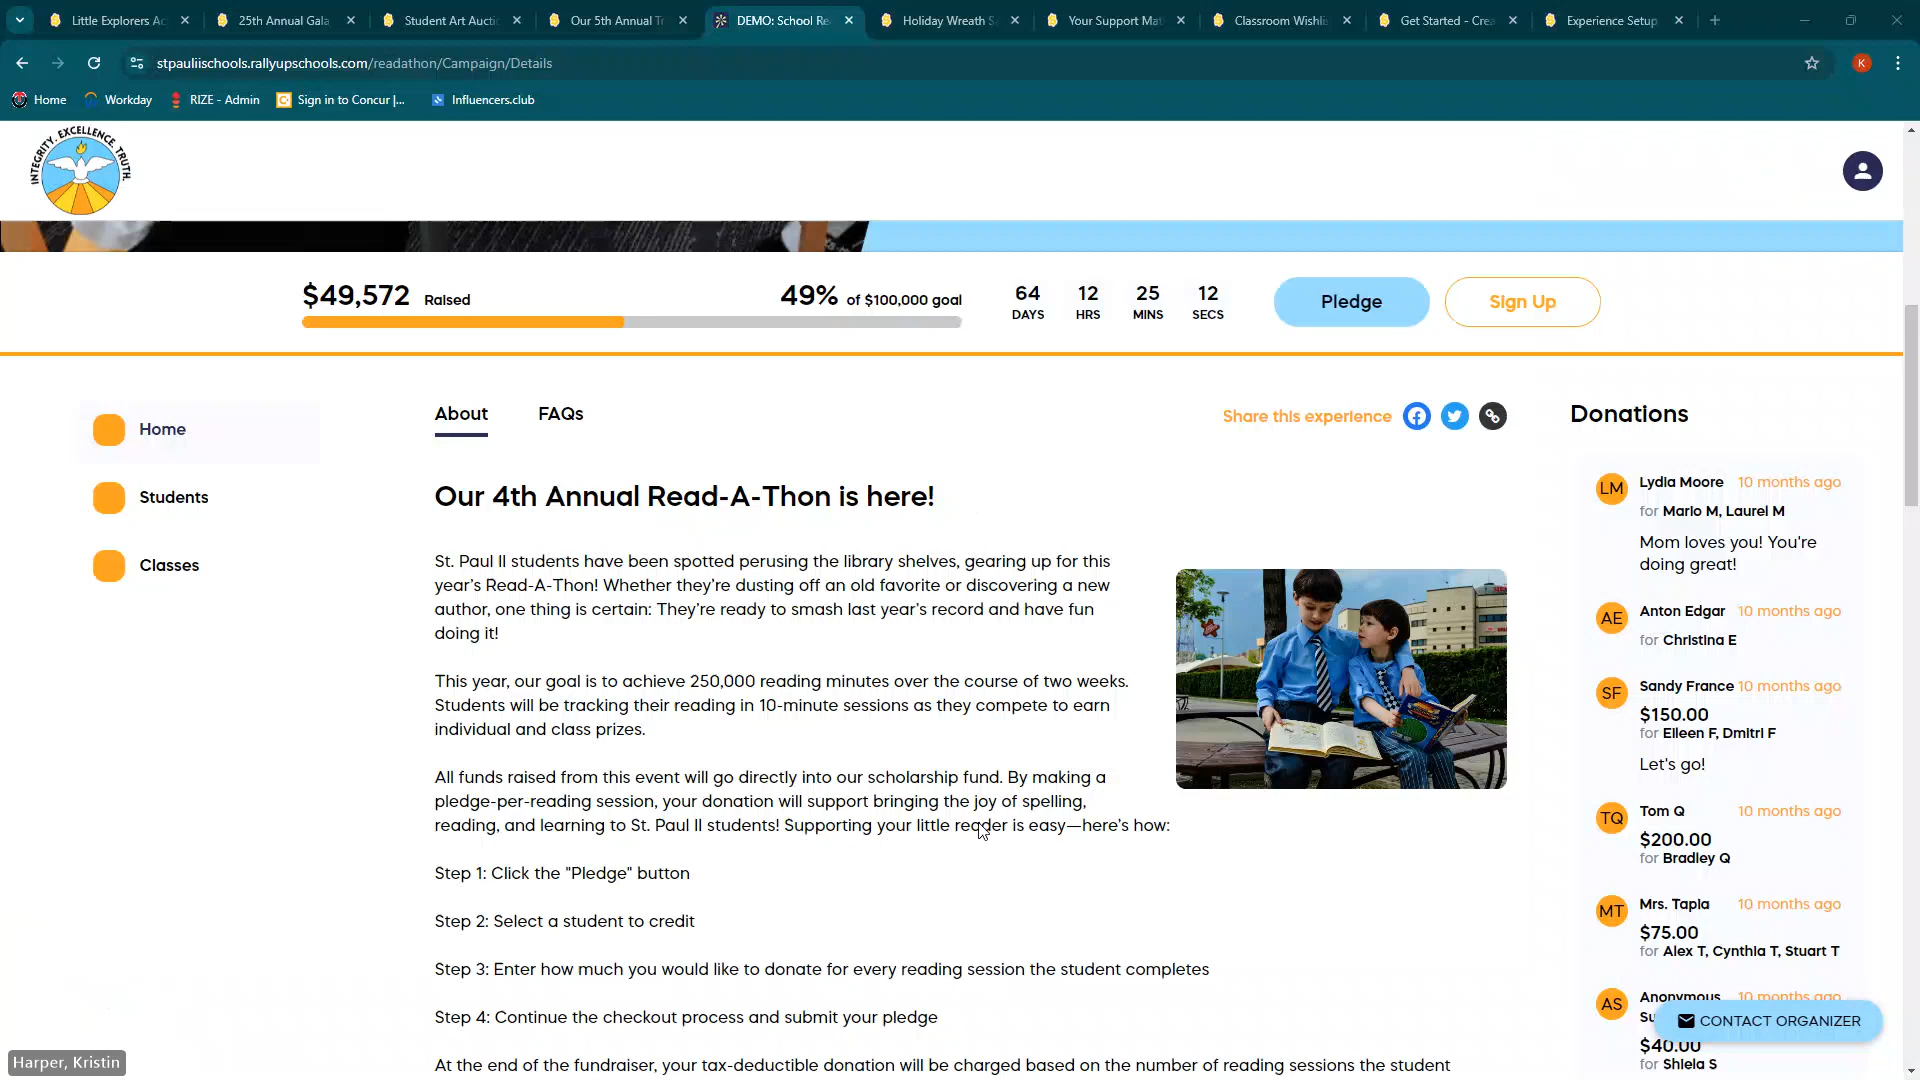 Little Explorers Ac
25th Annual Gala
Student Art Aucti
Our 5th Annual Tr
DEMO: School Re
Holiday Wreath S
Your Support Mat
Classroom Wishli
Get Started - Crea
Experience Setup
stpauliischools.rallyupschools.com/readathon/Campaign/Details
K
Home
Workday
RIZE - Admin
Sign in to Concur |...
Influencers.club
INTEGRITY. EXCELLENCE. TRUTH.
$49,572 Raised
49% of $100,000 goal
64 DAYS
12 HRS
25 MINS
12 SECS
Pledge
Sign Up
Home
Students
Classes
About
FAQs
Share this experience
Our 4th Annual Read-A-Thon is here!
St. Paul II students have been spotted perusing the library shelves, gearing up for this
year's Read-A-Thon! Whether they're dusting off an old favorite or discovering a new
author, one thing is certain: They're ready to smash last year's record and have fun
doing it!
This year, our goal is to achieve 250,000 reading minutes over the course of two weeks.
Students will be tracking their reading in 10-minute sessions as they compete to earn
individual and class prizes.
All funds raised from this event will go directly into our scholarship fund. By making a
pledge-per-reading session, your donation will support bringing the joy of spelling,
reading, and learning to St. Paul II students! Supporting your little reader is easy—here's how:
Step 1: Click the "Pledge" button
Step 2: Select a student to credit
Step 3: Enter how much you would like to donate for every reading session the student completes
Step 4: Continue the checkout process and submit your pledge
At the end of the fundraiser, your tax-deductible donation will be charged based on the number of reading sessions the student
Donations
LM
Lydia Moore 10 months ago
for Mario M, Laurel M
Mom loves you! You're
doing great!
AE
Anton Edgar 10 months ago
for Christina E
SF
Sandy France 10 months ago
$150.00
for Eileen F, Dmitri F
Let's go!
TQ
Tom Q 10 months ago
$200.00
for Bradley Q
MT
Mrs. Tapia 10 months ago
$75.00
for Alex T, Cynthia T, Stuart T
AS
Anonymous 10 months ago
Su
$40.00
for Shiela S
CONTACT ORGANIZER
Harper, Kristin